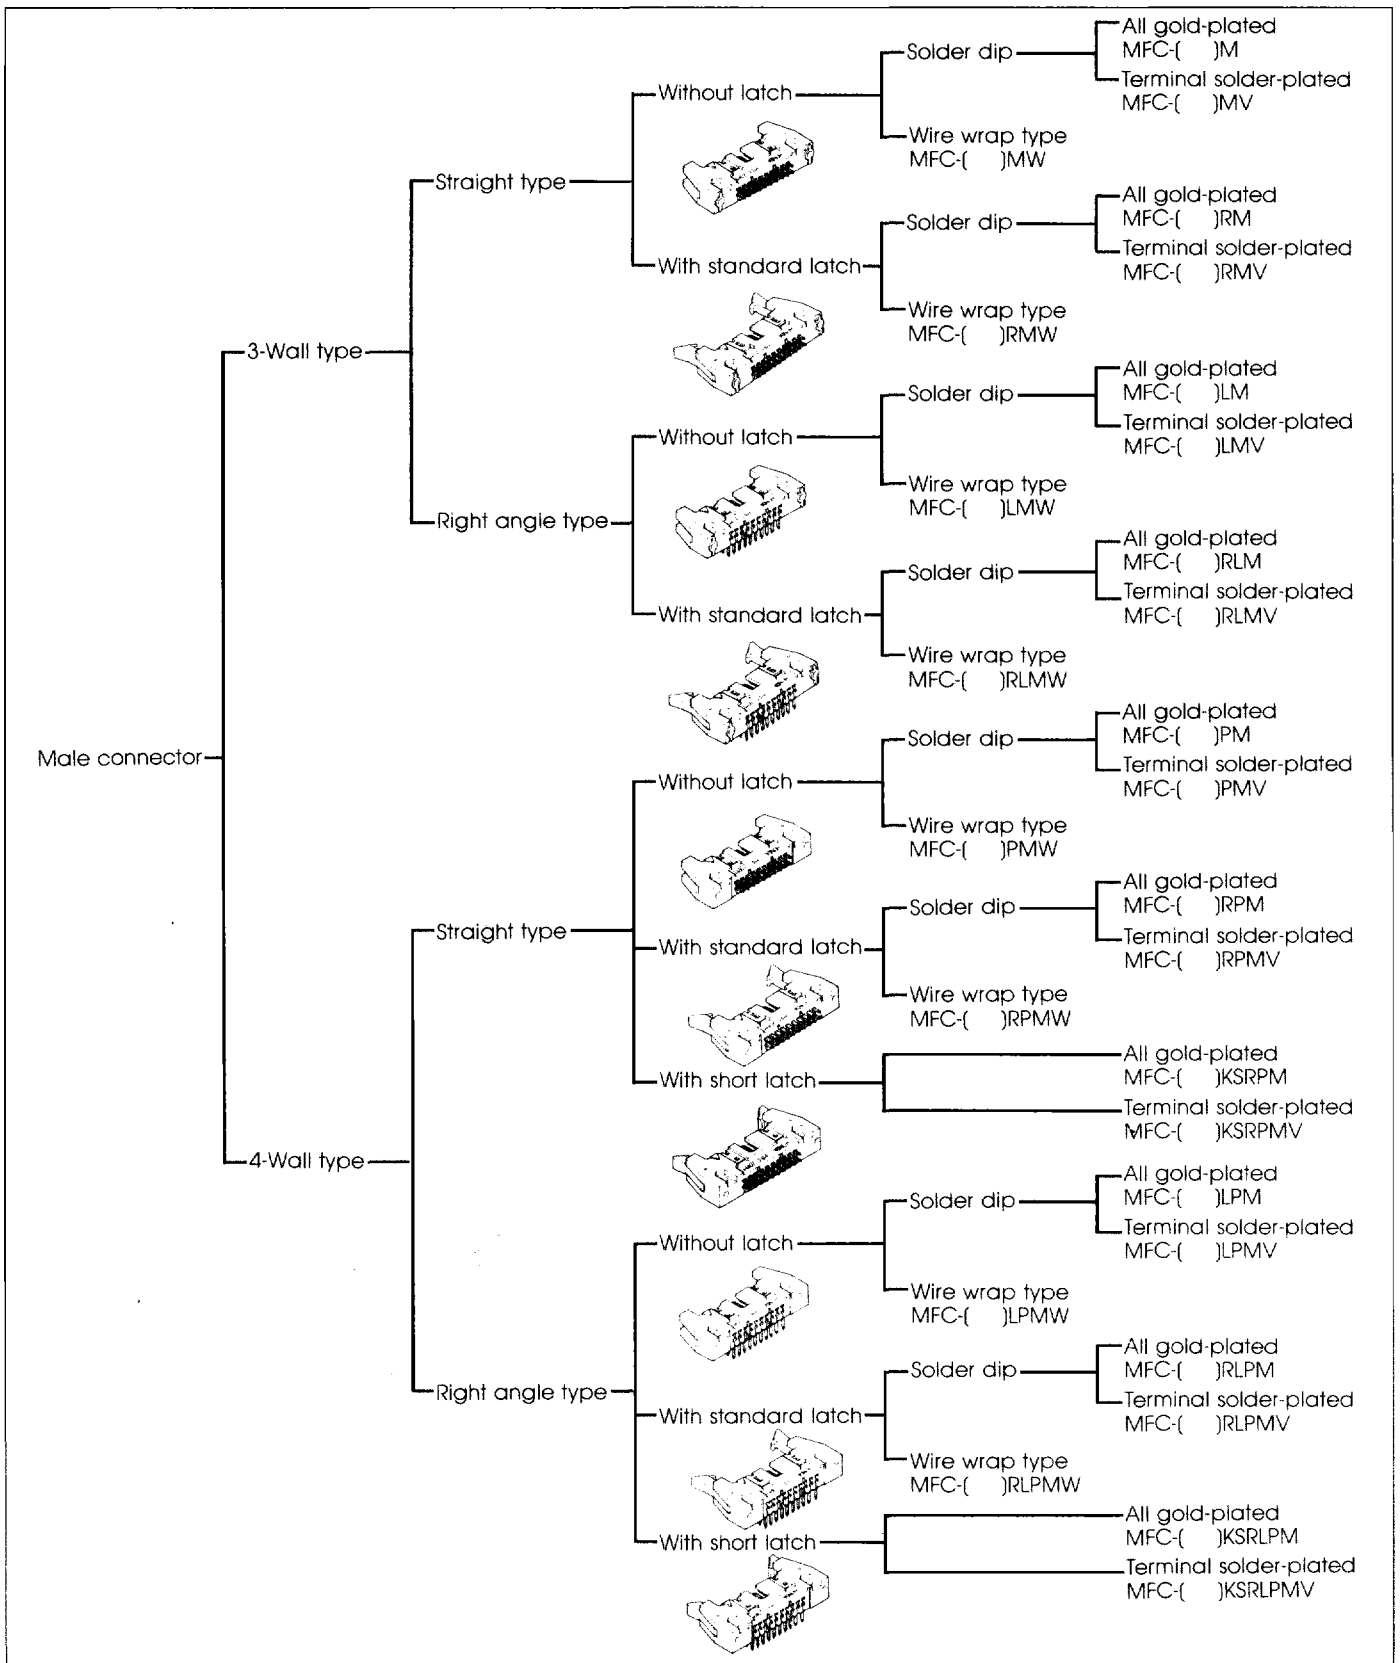 Male connector
3-Wall type
Straight type
Without latch
Solder dip
All gold-plated
MFC-(   )M
Terminal solder-plated
MFC-(   )MV
Wire wrap type
MFC-(   )MW
With standard latch
Solder dip
All gold-plated
MFC-(   )RM
Terminal solder-plated
MFC-(   )RMV
Wire wrap type
MFC-(   )RMW
Right angle type
Without latch
Solder dip
All gold-plated
MFC-(   )LM
Terminal solder-plated
MFC-(   )LMV
Wire wrap type
MFC-(   )LMW
With standard latch
Solder dip
All gold-plated
MFC-(   )RLM
Terminal solder-plated
MFC-(   )RLMV
Wire wrap type
MFC-(   )RLMW
4-Wall type
Straight type
Without latch
Solder dip
All gold-plated
MFC-(   )PM
Terminal solder-plated
MFC-(   )PMV
Wire wrap type
MFC-(   )PMW
With standard latch
Solder dip
All gold-plated
MFC-(   )RPM
Terminal solder-plated
MFC-(   )RPMV
Wire wrap type
MFC-(   )RPMW
With short latch
All gold-plated
MFC-(   )KSRPM
Terminal solder-plated
MFC-(   )KSRPMV
Right angle type
Without latch
Solder dip
All gold-plated
MFC-(   )LPM
Terminal solder-plated
MFC-(   )LPMV
Wire wrap type
MFC-(   )LPMW
With standard latch
Solder dip
All gold-plated
MFC-(   )RLPM
Terminal solder-plated
MFC-(   )RLPMV
Wire wrap type
MFC-(   )RLPMW
With short latch
All gold-plated
MFC-(   )KSRLPM
Terminal solder-plated
MFC-(   )KSRLPMV